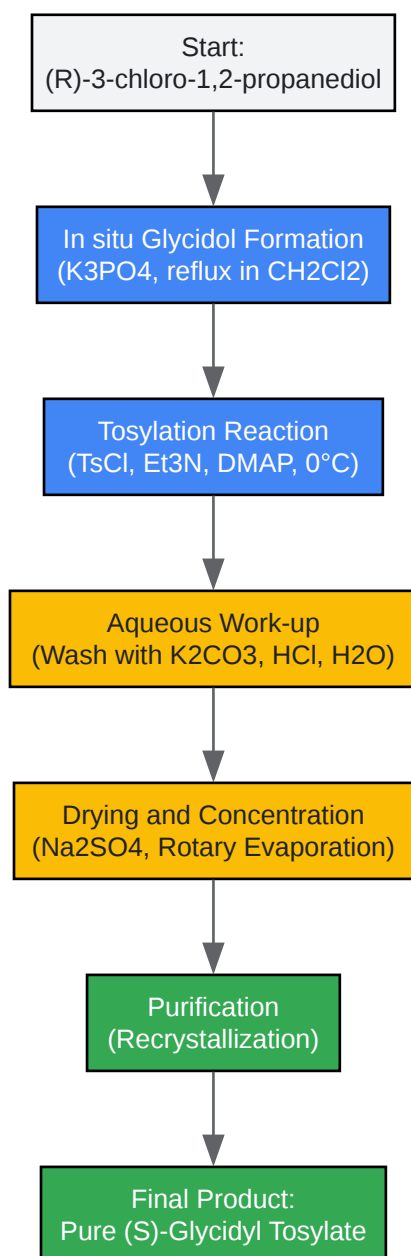 Start:
(R)-3-chloro-1,2-propanediol
In situ Glycidol Formation
(K3PO4, reflux in CH2Cl2)
Tosylation Reaction
(TsCl, Et3N, DMAP, 0°C)
Aqueous Work-up
(Wash with K2CO3, HCl, H2O)
Drying and Concentration
(Na2SO4, Rotary Evaporation)
Purification
(Recrystallization)
Final Product:
Pure (S)-Glycidyl Tosylate